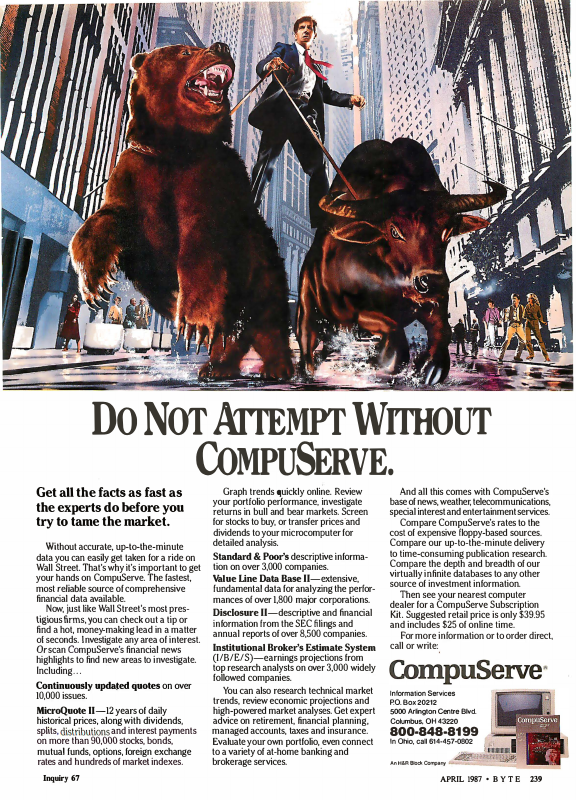 DO NOT ATTEMPT WITHOUT
COMPUSERVE.
Get all the facts as fast as
the experts do before you
try to tame the market.
Without accurate, up-to-the-minute
data you can easily get taken for a ride on
Wall Street. That's why it's important to get
your hands on CompuServe. The fastest,
most reliable source of comprehensive
financial data available.
Now, just like Wall Street's most pres-
tigious firms, you can check out a tip or
find a hot, money-making lead in a matter
of seconds. Investigate any area of interest.
Or scan CompuServe's financial news
highlights to find new areas to investigate.
Including...
Continuously updated quotes on over
10,000 issues.
MicroQuote II—12 years of daily
historical prices, along with dividends,
splits, distributions and interest payments
on more than 90,000 stocks, bonds,
mutual funds, options, foreign exchange
rates and hundreds of market indexes.
Graph trends quickly online. Review
your portfolio performance, investigate
returns in bull and bear markets. Screen
for stocks to buy, or transfer prices and
dividends to your microcomputer for
detailed analysis.
Standard & Poor's descriptive informa-
tion on over 3,000 companies.
Value Line Data Base II—extensive,
fundamental data for analyzing the perfor-
mances of over 1,800 major corporations.
Disclosure II—descriptive and financial
information from the SEC filings and
annual reports of over 8,500 companies.
Institutional Broker's Estimate System
(I/B/E/S)—earnings projections from
top research analysts on over 3,000 widely
followed companies.
You can also research technical market
trends, review economic projections and
high-powered market analyses. Get expert
advice on retirement, financial planning,
managed accounts, taxes and insurance.
Evaluate your own portfolio, even connect
to a variety of at-home banking and
brokerage services.
And all this comes with CompuServe's
base of news, weather, telecommunications,
special interest and entertainment services.
Compare CompuServe's rates to the
cost of expensive floppy-based sources.
Compare our up-to-the-minute delivery
to time-consuming publication research.
Compare the depth and breadth of our
virtually infinite databases to any other
source of investment information.
Then see your nearest computer
dealer for a CompuServe Subscription
Kit. Suggested retail price is only $39.95
and includes $25 of online time.
For more information or to order direct,
call or write:
CompuServe®
Information Services
P.O. Box 20212
5000 Arlington Centre Blvd.
Columbus, OH 43220
800-848-8199
In Ohio, call 614-457-0802
An H&R Block Company
CompuServe
Inquiry 67
APRIL 1987 • BYTE 239